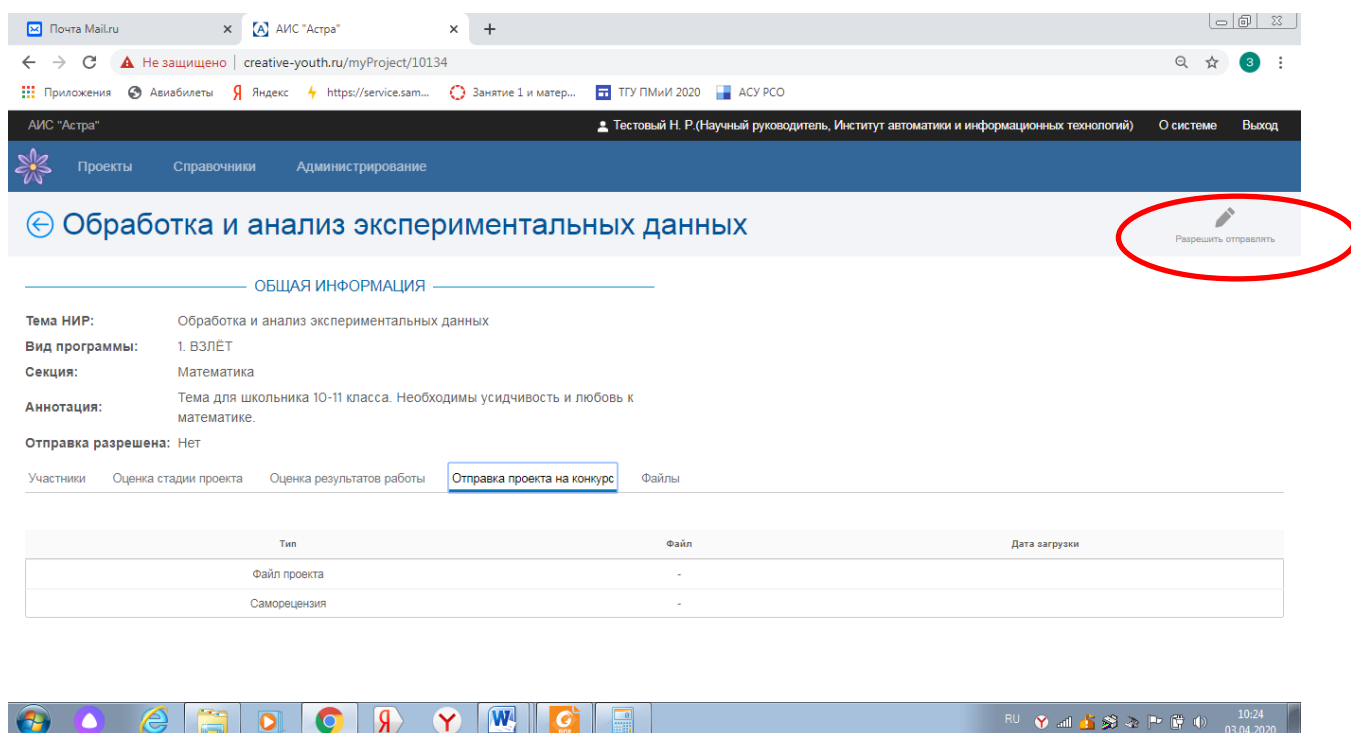 Почта Mail.ru
АИС "Астра"
Не защищено | creative-youth.ru/myProject/10134
З
Приложения Авиабилеты Яндекс https://service.sam... Занятие 1 и матер... ТГУ ПМиИ 2020 АСУ РСО
АИС "Астра" Тестовый Н. Р.(Научный руководитель, Институт автоматики и информационных технологий) О системе Выход
Проекты Справочники Администрирование
Обработка и анализ экспериментальных данных
Разрешить отправлять
ОБЩАЯ ИНФОРМАЦИЯ
Тема НИР: Обработка и анализ экспериментальных данных
Вид программы: 1. ВЗЛЁТ
Секция: Математика
Аннотация: Тема для школьника 10-11 класса. Необходимы усидчивость и любовь к
математике.
Отправка разрешена: Нет
Участники Оценка стадии проекта Оценка результатов работы Отправка проекта на конкурс Файлы
Тип Файл Дата загрузки
Файл проекта -
Саморецензия -
RU 10:24
03.04.2020